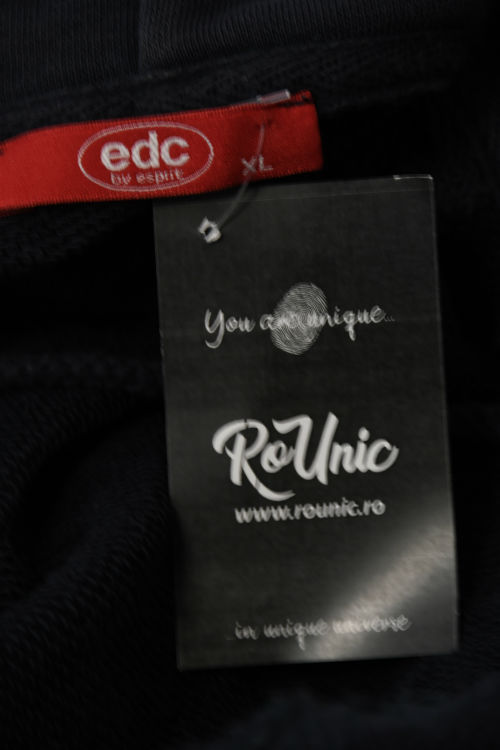 edc
by esprit
XL
You are unique...
RoUnic
www.rounic.ro
...in unique universe